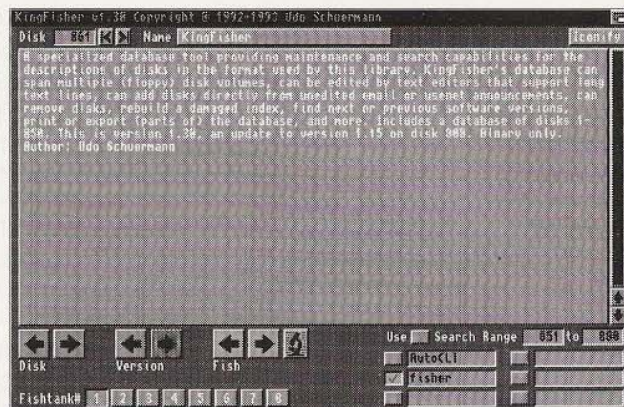 KingFisher v1.30 Copyright © 1992-1993 Udo Schuermann
Disk 861 Name KingFisher Iconify
A specialized database tool providing maintenance and search capabilities for the
descriptions of disks in the format used by this library. KingFisher's database can
span multiple (floppy) disk volumes, can be edited by text editors that support long
text lines, can add disks directly from unedited email or usenet announcements, can
remove disks, rebuild a damaged index, find next or previous software versions,
print or export (parts of) the database, and more. Includes a database of disks 1-
850. This is version 1.30, an update to version 1.15 on disk 800. Binary only.
Author: Udo Schuermann
Use Search Range 851 to 880
Disk Version Fish
AutoCLI
fisher
Fishtank# 1 2 3 4 5 6 7 8